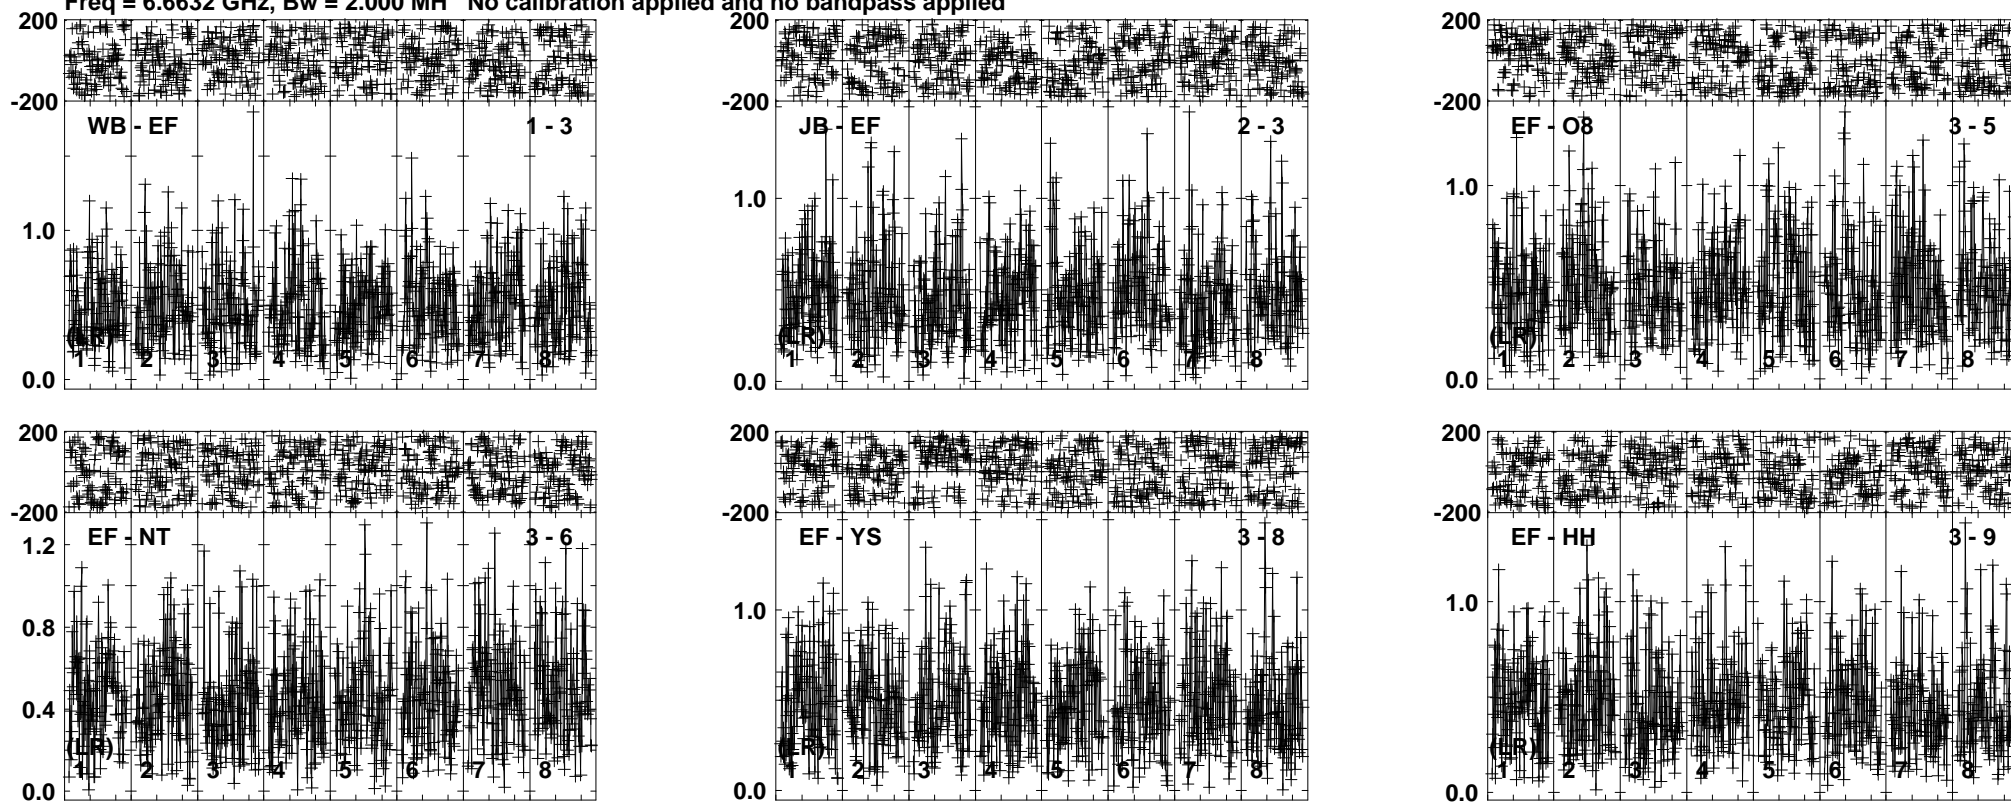 Freq = 6.6632 GHz, Bw = 2.000 MH No calibration applied and no bandpass applied
200
-200
WB - EF 1 - 3
1.0
(LR)
1 2 3 4 5 6 7 8
0.0
200
-200
JB - EF 2 - 3
1.0
(LR)
1 2 3 4 5 6 7 8
0.0
200
-200
EF - O8 3 - 5
1.0
(LR)
1 2 3 4 5 6 7 8
0.0
200
-200
EF - NT 3 - 6
1.2
0.8
0.4
(LR)
1 2 3 4 5 6 7 8
0.0
200
-200
EF - YS 3 - 8
1.0
(LR)
1 2 3 4 5 6 7 8
0.0
200
-200
EF - HH 3 - 9
1.0
(LR)
1 2 3 4 5 6 7 8
0.0